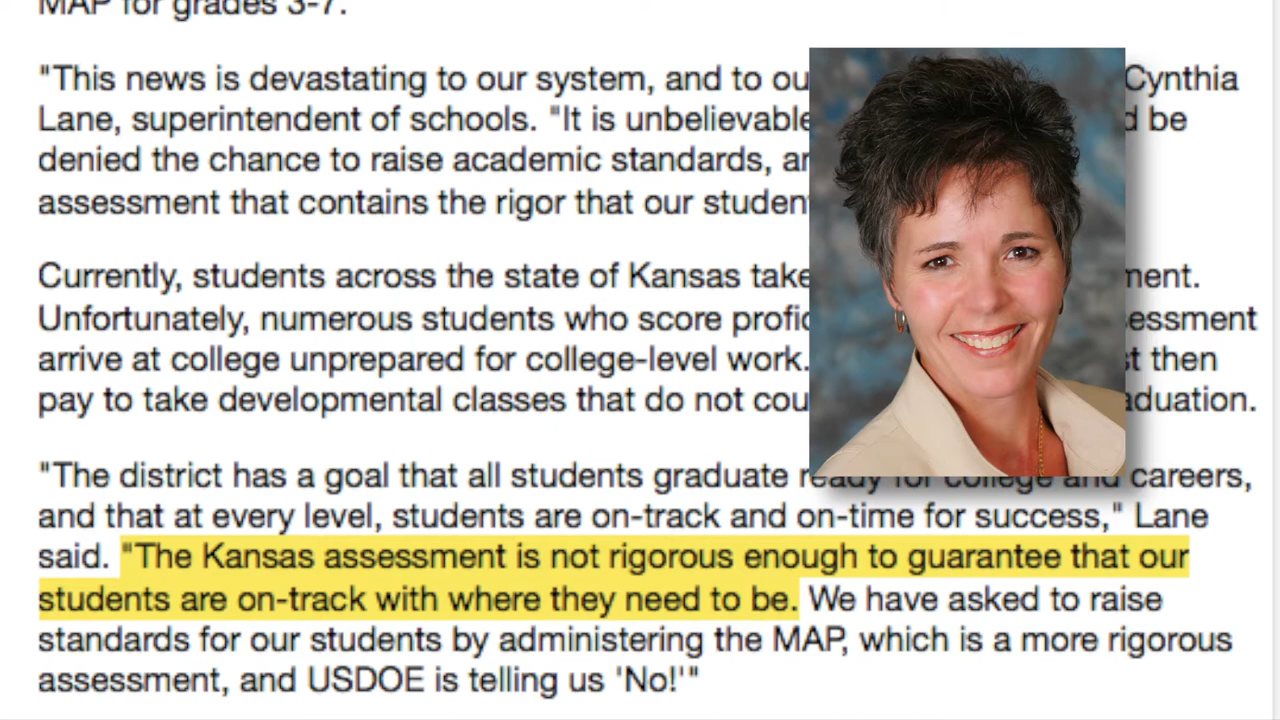 MAP for grades 3-7.
"This news is devastating to our system, and to ou Cynthia
Lane, superintendent of schools. "It is unbelievable d be
denied the chance to raise academic standards, an
assessment that contains the rigor that our studen
Currently, students across the state of Kansas take ment.
Unfortunately, numerous students who score profic essment
arrive at college unprepared for college-level work. t then
pay to take developmental classes that do not cou aduation.
"The district has a goal that all students graduate ready for college and careers,
and that at every level, students are on-track and on-time for success," Lane
said. "The Kansas assessment is not rigorous enough to guarantee that our
students are on-track with where they need to be. We have asked to raise
standards for our students by administering the MAP, which is a more rigorous
assessment, and USDOE is telling us 'No!'"